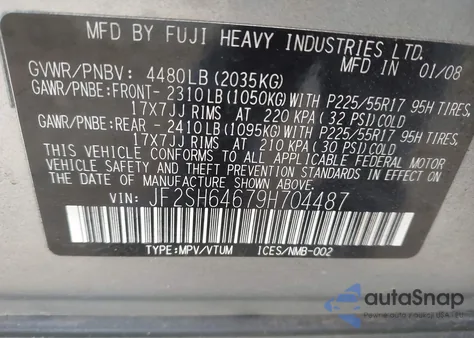 MFD BY FUJI HEAVY INDUSTRIES LTD.
GVWR/PNBV: 4480LB (2035KG) MFD IN 01/08
GAWR/PNBE:FRONT- 2310LB (1050KG) WITH P225/55R17 95H TIRES,
17X7JJ RIMS AT 220 KPA (32 PSI) COLD
GAWR/PNBE:REAR - 2410LB (1095KG) WITH P225/55R17 95H TIRES,
17X7JJ RIMS AT 210 KPA (30 PSI) COLD
THIS VEHICLE CONFORMS TO ALL APPLICABLE FEDERAL MOTOR
VEHICLE SAFETY STANDARDS IN EFFECT ON THE DATE OF
MANUFACTURE SHOWN ABOVE.
VIN: JF2SH64679H704487
TYPE:MPV/VTUM ICES/NMB-002
autoSnap